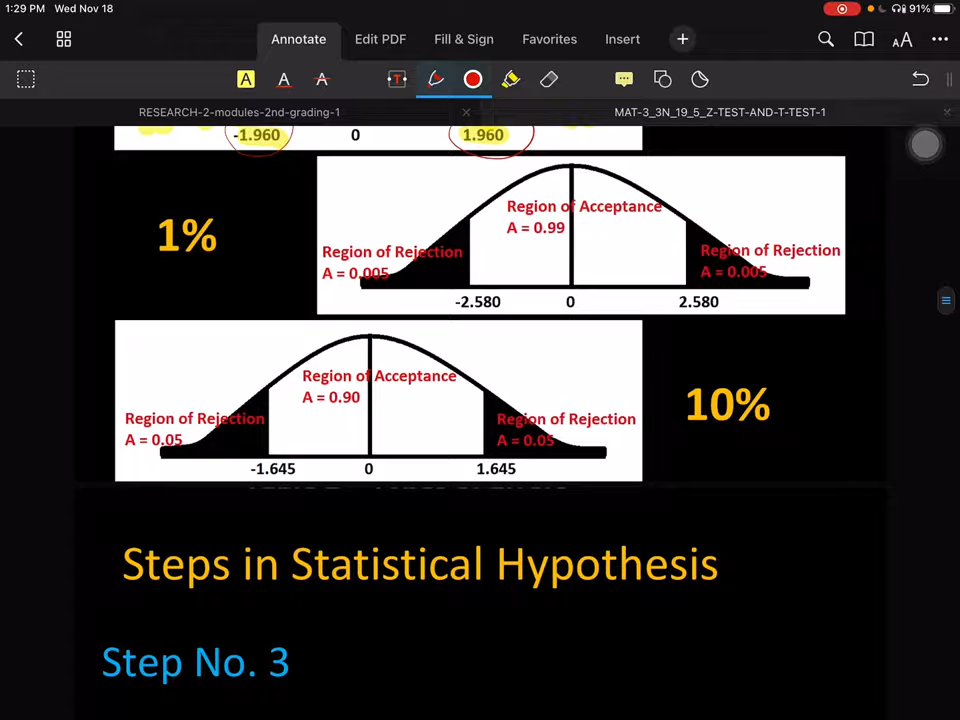 1:29 PM Wed Nov 18
91%
Annotate
Edit PDF
Fill & Sign
Favorites
Insert
AA
A
A
A
T
RESEARCH-2-modules-2nd-grading-1
MAT-3_3N_19_5_Z-TEST-AND-T-TEST-1
-1.960
0
1.960
1%
Region of Acceptance
A = 0.99
Region of Rejection
A = 0.005
Region of Rejection
A = 0.005
-2.580
0
2.580
Region of Acceptance
A = 0.90
Region of Rejection
A = 0.05
Region of Rejection
A = 0.05
-1.645
0
1.645
10%
Steps in Statistical Hypothesis
Step No. 3